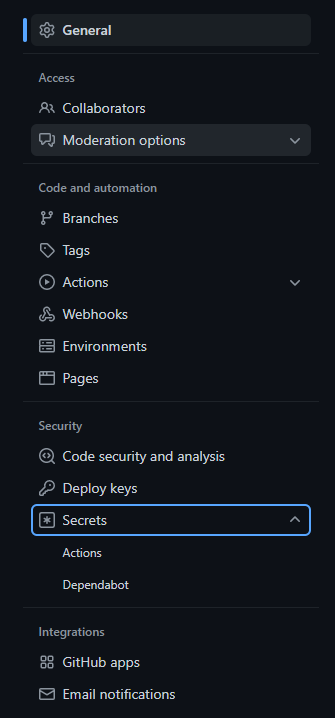 General
Access
Collaborators
Moderation options
Code and automation
Branches
Tags
Actions
Webhooks
Environments
Pages
Security
Code security and analysis
Deploy keys
Secrets
Actions
Dependabot
Integrations
GitHub apps
Email notifications